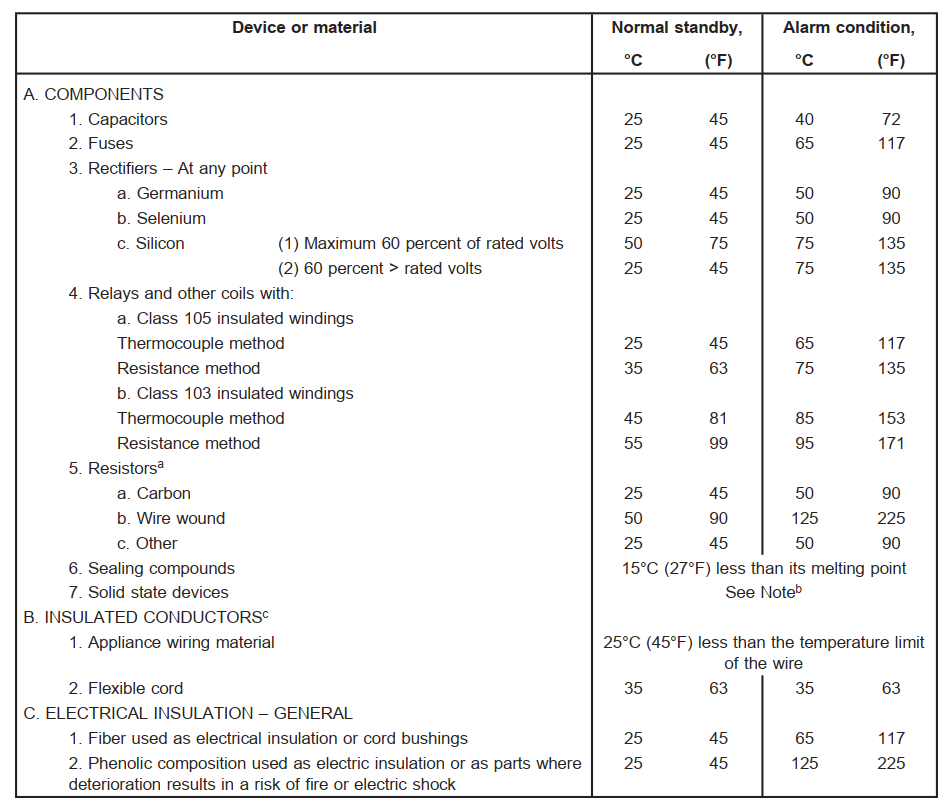 Device or material Normal standby, Alarm condition,
°C (°F) °C (°F)
A. COMPONENTS
1. Capacitors 25 45 40 72
2. Fuses 25 45 65 117
3. Rectifiers – At any point
a. Germanium 25 45 50 90
b. Selenium 25 45 50 90
c. Silicon (1) Maximum 60 percent of rated volts 50 75 75 135
(2) 60 percent > rated volts 25 45 75 135
4. Relays and other coils with:
a. Class 105 insulated windings
Thermocouple method 25 45 65 117
Resistance method 35 63 75 135
b. Class 103 insulated windings
Thermocouple method 45 81 85 153
Resistance method 55 99 95 171
5. Resistorsa
a. Carbon 25 45 50 90
b. Wire wound 50 90 125 225
c. Other 25 45 50 90
6. Sealing compounds 15°C (27°F) less than its melting point
7. Solid state devices See Noteb
B. INSULATED CONDUCTORSc
1. Appliance wiring material 25°C (45°F) less than the temperature limit
of the wire
2. Flexible cord 35 63 35 63
C. ELECTRICAL INSULATION – GENERAL
1. Fiber used as electrical insulation or cord bushings 25 45 65 117
2. Phenolic composition used as electric insulation or as parts where 25 45 125 225
deterioration results in a risk of fire or electric shock